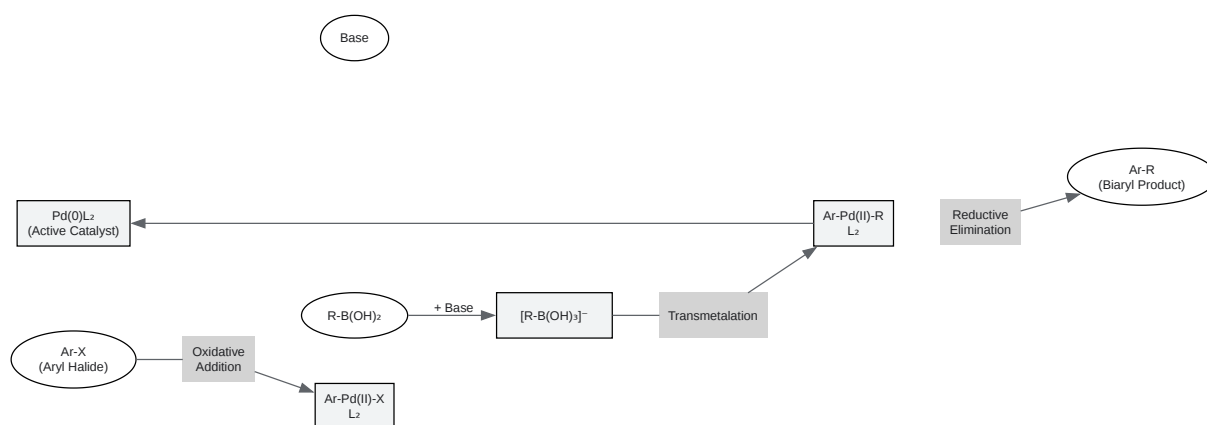 Base
Ar-R
(Biaryl Product)
Pd(0)L₂
(Active Catalyst)
Ar-Pd(II)-R
L₂
Reductive
Elimination
R-B(OH)₂
+ Base
[R-B(OH)₃]⁻
Transmetalation
Ar-X
(Aryl Halide)
Oxidative
Addition
Ar-Pd(II)-X
L₂